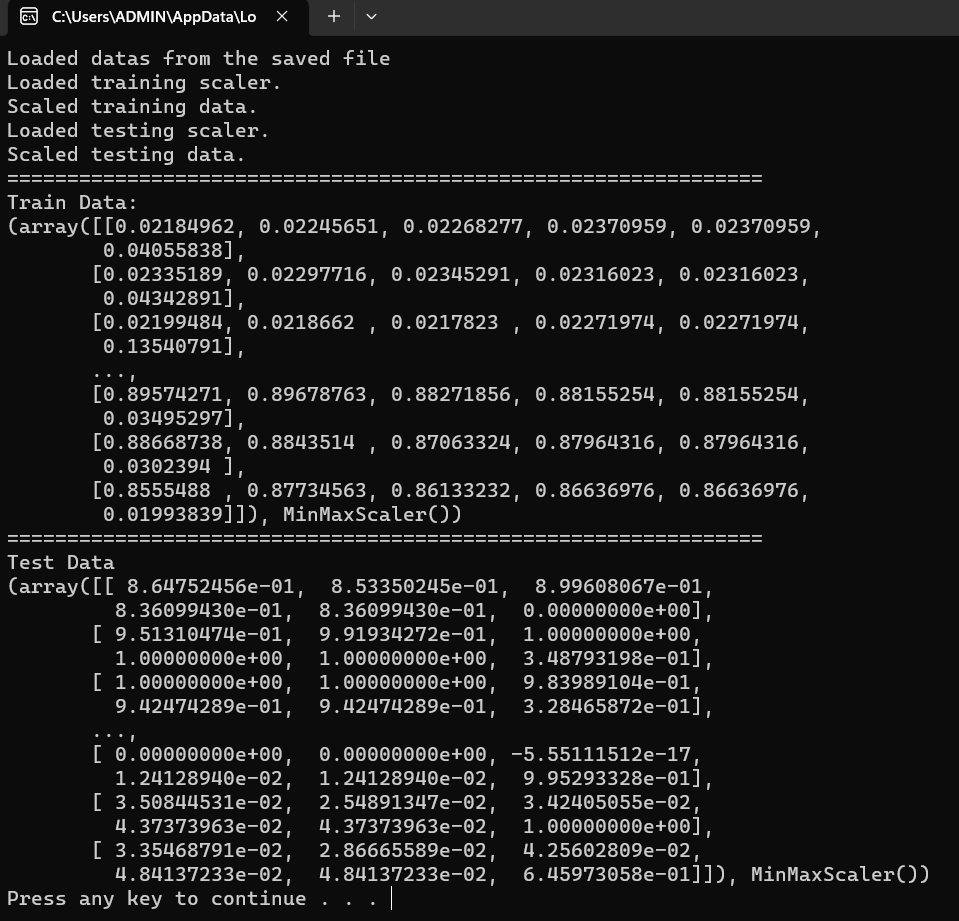 C:\Users\ADMIN\AppData\Lo
Loaded datas from the saved file
Loaded training scaler.
Scaled training data.
Loaded testing scaler.
Scaled testing data.
===============================================================
Train Data:
(array([[0.02184962, 0.02245651, 0.02268277, 0.02370959, 0.02370959,
        0.04055838],
       [0.02335189, 0.02297716, 0.02345291, 0.02316023, 0.02316023,
        0.04342891],
       [0.02199484, 0.0218662 , 0.0217823 , 0.02271974, 0.02271974,
        0.13540791],
       ...,
       [0.89574271, 0.89678763, 0.88271856, 0.88155254, 0.88155254,
        0.03495297],
       [0.88668738, 0.8843514 , 0.87063324, 0.87964316, 0.87964316,
        0.0302394 ],
       [0.8555488 , 0.87734563, 0.86133232, 0.86636976, 0.86636976,
        0.01993839]]), MinMaxScaler())
===============================================================
Test Data
(array([[ 8.64752456e-01,  8.53350245e-01,  8.99608067e-01,
         8.36099430e-01,  8.36099430e-01,  0.00000000e+00],
       [ 9.51310474e-01,  9.91934272e-01,  1.00000000e+00,
         1.00000000e+00,  1.00000000e+00,  3.48793198e-01],
       [ 1.00000000e+00,  1.00000000e+00,  9.83989104e-01,
         9.42474289e-01,  9.42474289e-01,  3.28465872e-01],
       ...,
       [ 0.00000000e+00,  0.00000000e+00, -5.55111512e-17,
         1.24128940e-02,  1.24128940e-02,  9.95293328e-01],
       [ 3.50844531e-02,  2.54891347e-02,  3.42405055e-02,
         4.37373963e-02,  4.37373963e-02,  1.00000000e+00],
       [ 3.35468791e-02,  2.86665589e-02,  4.25602809e-02,
         4.84137233e-02,  4.84137233e-02,  6.45973058e-01]]), MinMaxScaler())
Press any key to continue . . .